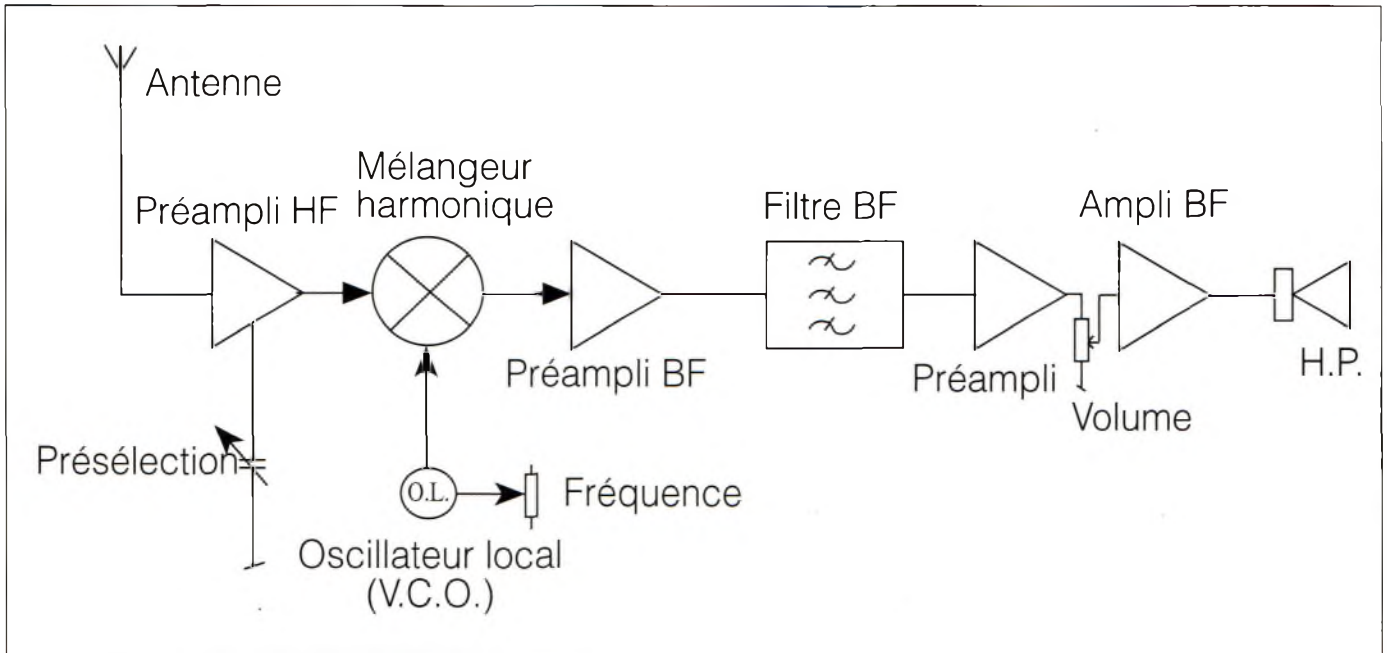 Antenne
Préampli HF
Mélangeur
harmonique
Préampli BF
Filtre BF
Préampli
Volume
Ampli BF
H.P.
Présélection
O.L.
Fréquence
Oscillateur local
(V.C.O.)